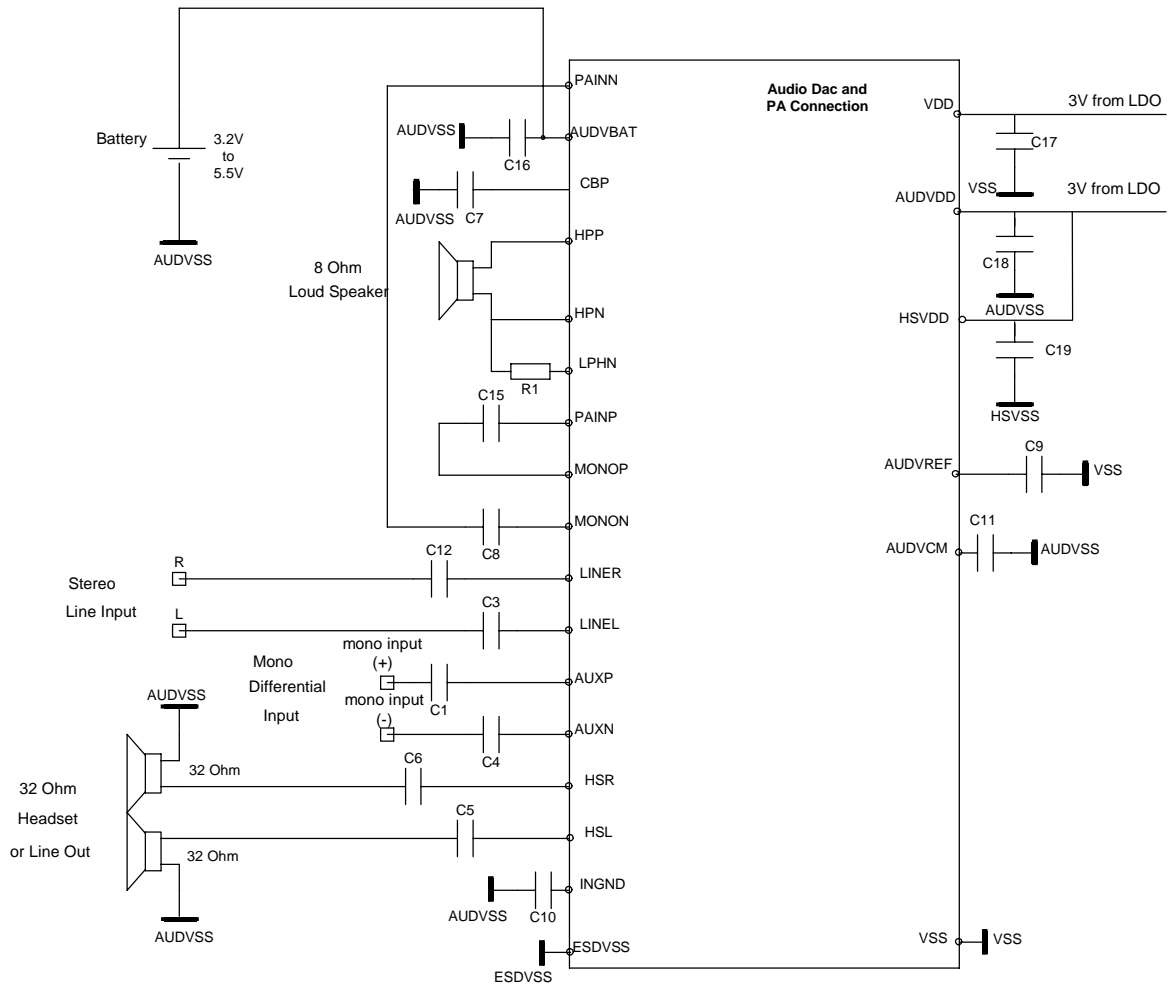 Audio Dac and
PA Connection
PAINN
VDD
3V from LDO
Battery
3.2V
to
5.5V
AUDVSS
AUDVBAT
C16
C17
CBP
VSS
3V from LDO
AUDVSS
C7
AUDVDD
HPP
AUDVSS
8 Ohm
Loud Speaker
C18
AUDVSS
HPN
HSVDD
C19
LPHN
R1
C15
PAINP
HSVSS
C9
MONOP
AUDVREF
VSS
MONON
C8
C11
C12
AUDVCM
AUDVSS
R
LINER
Stereo
Line Input
C3
L
LINEL
mono input
(+)
Mono
Differential
Input
AUXP
C1
mono input
(-)
AUXN
C4
AUDVSS
C6
32 Ohm
HSR
32 Ohm
Headset
or Line Out
C5
HSL
32 Ohm
INGND
AUDVSS
C10
AUDVSS
ESDVSS
ESDVSS
VSS
VSS